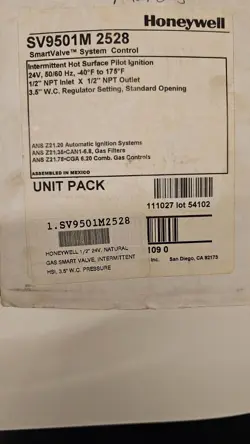 Honeywell
SV9501M 2528
SmartValve™ System Control
Intermittent Hot Surface Pilot Ignition
24V, 50/60 Hz, -40°F to 175°F
1/2" NPT Inlet X 1/2" NPT Outlet
3.5" W.C. Regulator Setting, Standard Opening
ANS Z21.20 Automatic Ignition Systems
ANS Z21.35•CAN1-6.8, Gas Filters
ANS Z21.78•CGA 6.20 Comb. Gas Controls
ASSEMBLED IN MEXICO
UNIT PACK
111027 lot 54102
1.SV9501M2528
HONEYWELL 1/2" 24V, NATURAL
GAS SMART VALVE, INTERMITTENT
HSI, 3.5" W.C. PRESSURE
109 0
Inc. San Diego, CA 92173